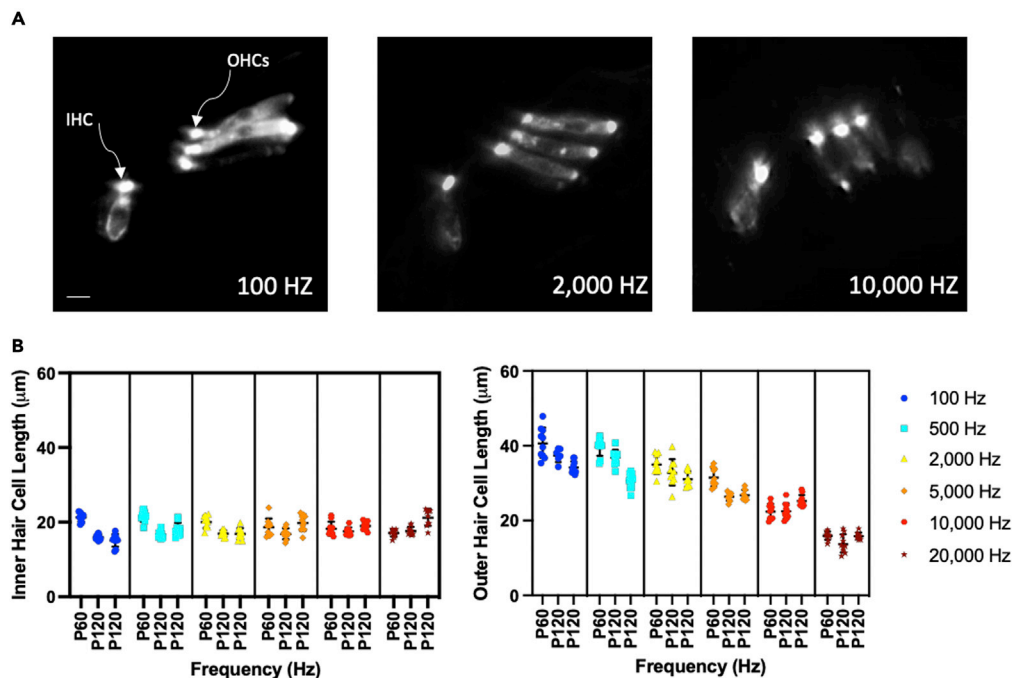 A
OHCs
IHC
100 HZ
2,000 HZ
10,000 HZ
B
60
40
20
0
Inner Hair Cell Length (μm)
P60
P120
P120
P60
P120
P120
P60
P120
P120
P60
P120
P120
P60
P120
P120
P60
P120
P120
Frequency (Hz)
60
40
20
0
Outer Hair Cell Length (μm)
P60
P120
P120
P60
P120
P120
P60
P120
P120
P60
P120
P120
P60
P120
P120
P60
P120
P120
Frequency (Hz)
100 Hz
500 Hz
2,000 Hz
5,000 Hz
10,000 Hz
20,000 Hz